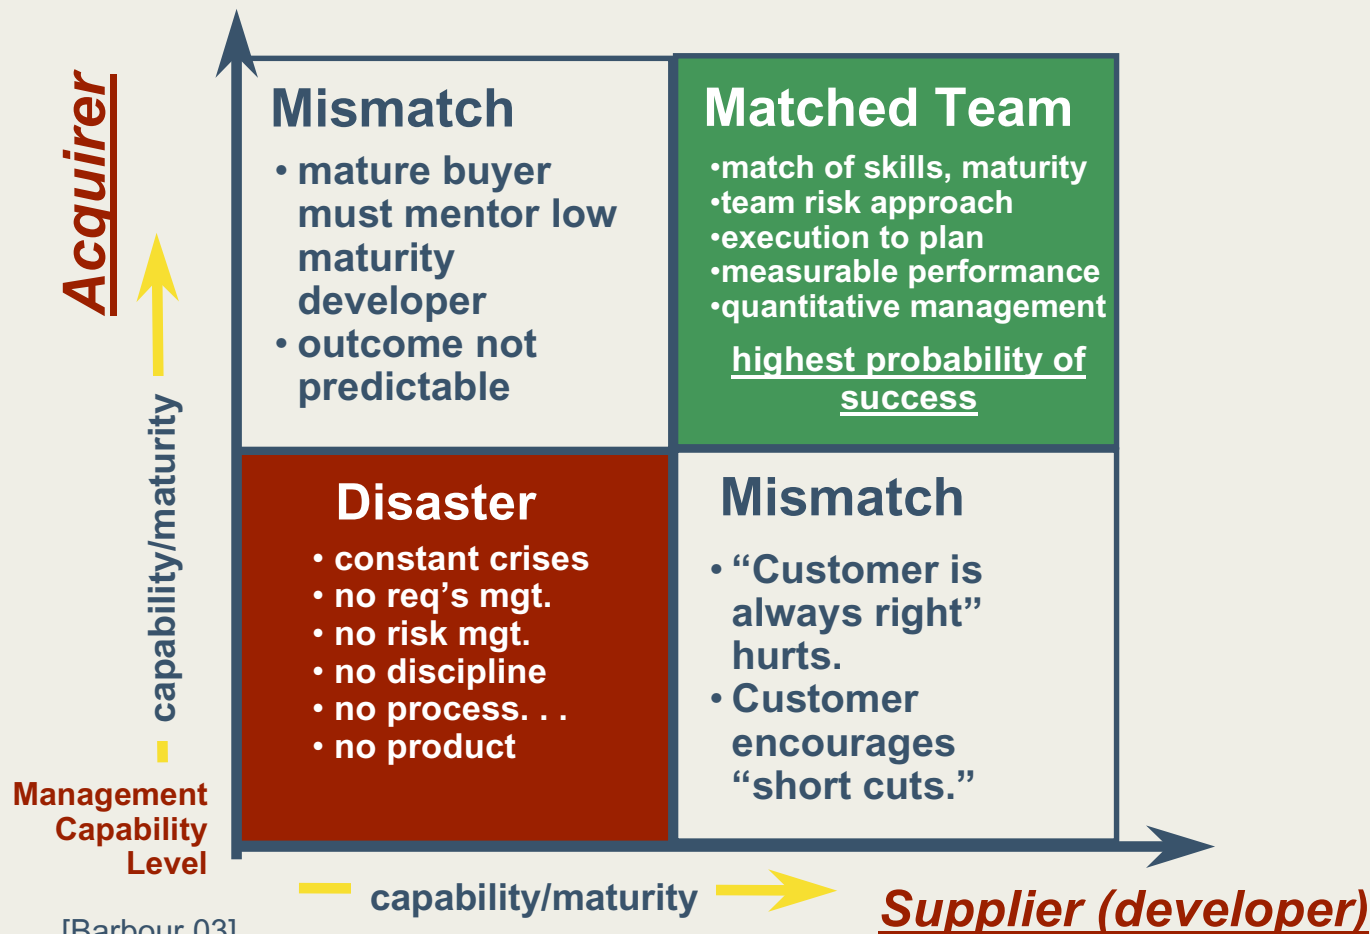 Acquirer
capability/maturity
Management
Capability
Level
Mismatch
• mature buyer
must mentor low
maturity
developer
• outcome not
predictable
Matched Team
•match of skills, maturity
•team risk approach
•execution to plan
•measurable performance
•quantitative management
highest probability of
success
Disaster
• constant crises
• no req’s mgt.
• no risk mgt.
• no discipline
• no process. . .
• no product
Mismatch
• “Customer is
always right”
hurts.
• Customer
encourages
“short cuts.”
capability/maturity
Supplier (developer)
[Barbour 03]